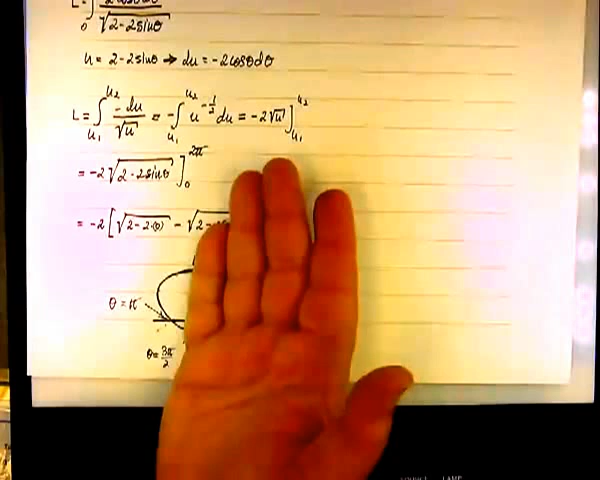 L = ∫₀ 2cosθdθ / √(2-2sinθ)
u = 2-2sinθ → du = -2cosθdθ
L = ∫_{u₁}^{u₂} -du/√u = -∫_{u₁}^{u₂} u^{-1/2} du = -2√u ]_{u₁}^{u₂}
= -2√(2-2sinθ) ]₀^{2π}
= -2[√(2-2·(0)) - √(2-
θ = π
θ = 3π/2